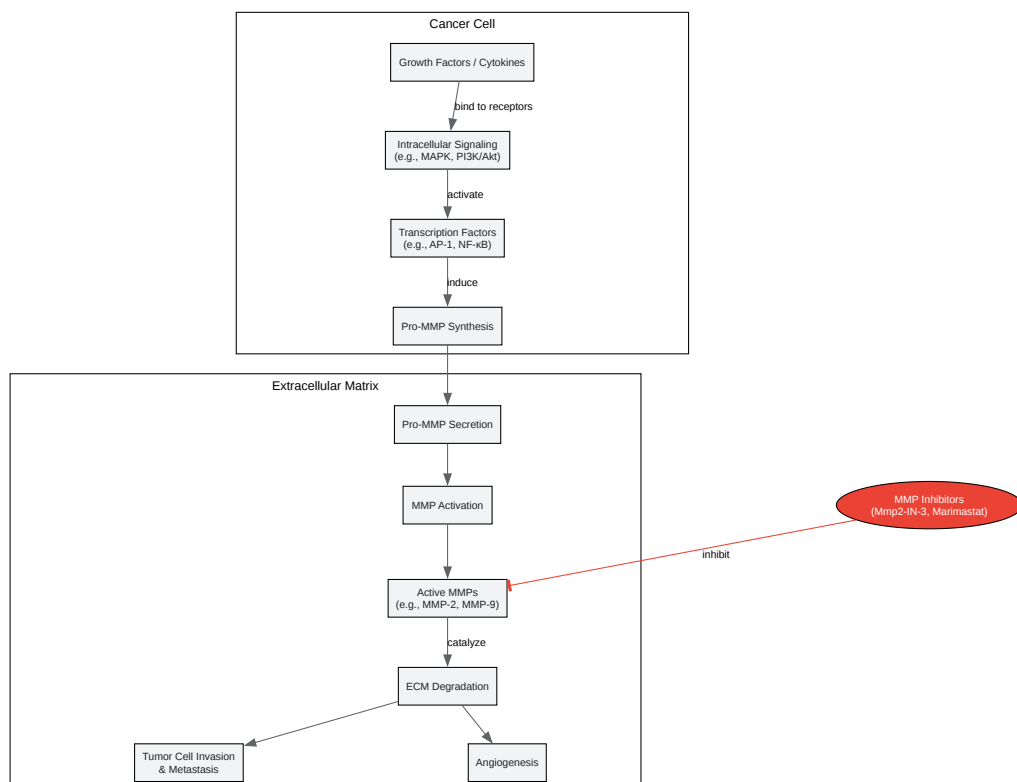 Cancer Cell
Growth Factors / Cytokines
bind to receptors
Intracellular Signaling
(e.g., MAPK, PI3K/Akt)
activate
Transcription Factors
(e.g., AP-1, NF-κB)
induce
Pro-MMP Synthesis
Extracellular Matrix
Pro-MMP Secretion
MMP Activation
MMP Inhibitors
(Mmp2-IN-3, Marimastat)
inhibit
Active MMPs
(e.g., MMP-2, MMP-9)
catalyze
ECM Degradation
Tumor Cell Invasion
& Metastasis
Angiogenesis